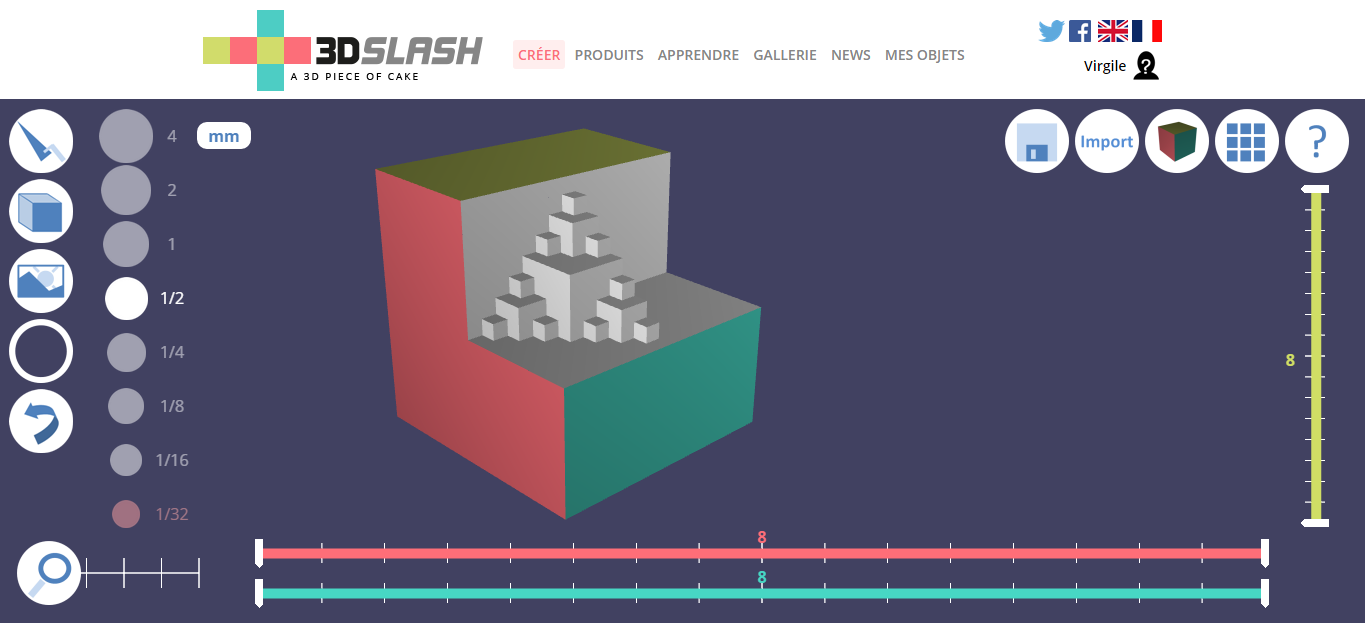 3DSLASH
A 3D PIECE OF CAKE
CRÉER PRODUITS APPRENDRE GALLERIE NEWS MES OBJETS
Virgile
4 mm
2
1
1/2
1/4
1/8
1/16
1/32
Import
?
8
8
8